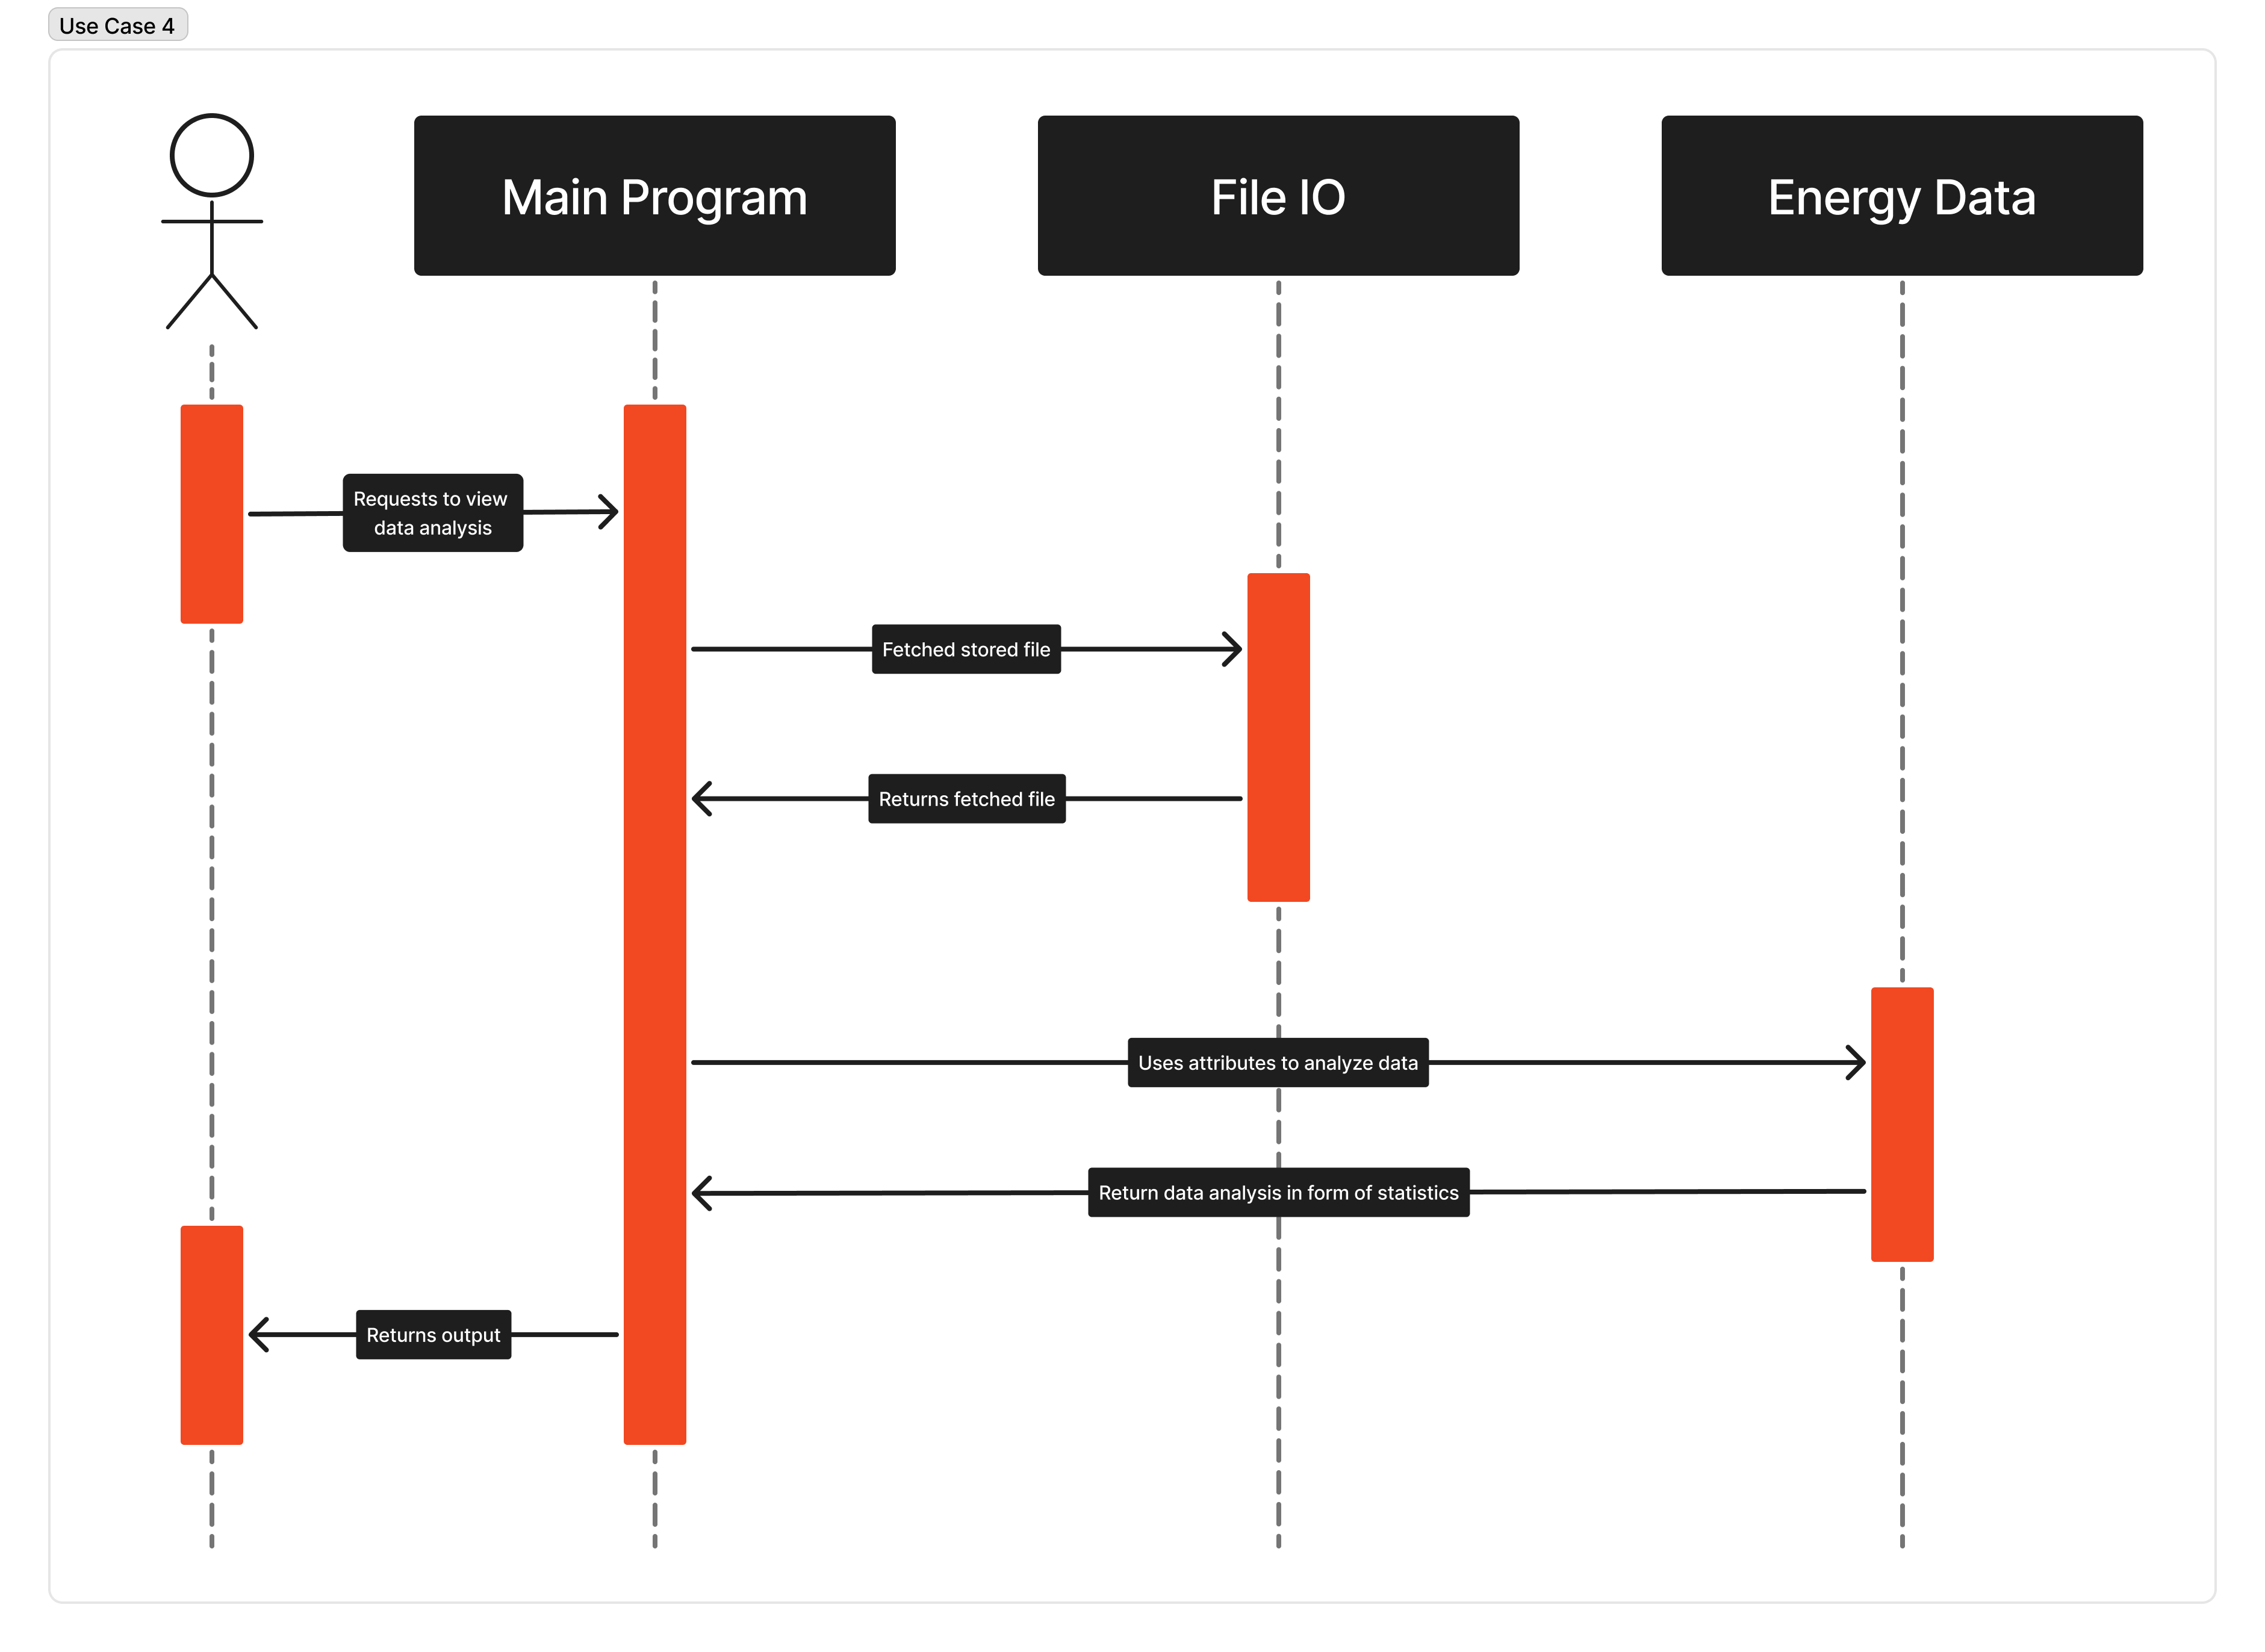 Use Case 4
Main Program
File IO
Energy Data
Requests to view
data analysis
Fetched stored file
Returns fetched file
Uses attributes to analyze data
Return data analysis in form of statistics
Returns output